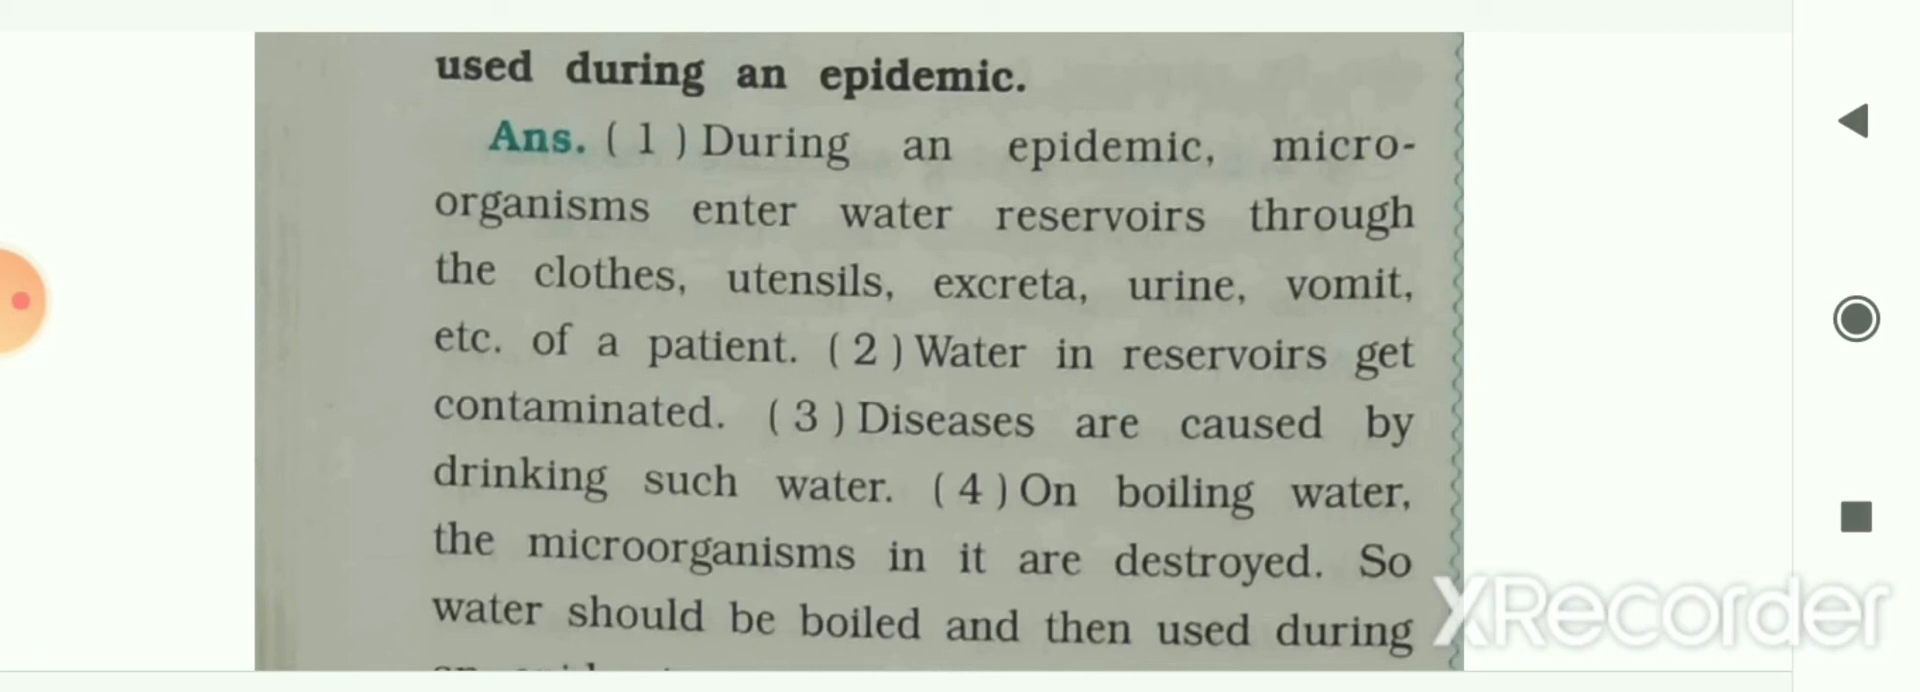 used during an epidemic.
Ans. ( 1 ) During an epidemic, micro-
organisms enter water reservoirs through
the clothes, utensils, excreta, urine, vomit,
etc. of a patient. ( 2 ) Water in reservoirs get
contaminated. ( 3 ) Diseases are caused by
drinking such water. ( 4 ) On boiling water,
the microorganisms in it are destroyed. So
water should be boiled and then used during
XRecorder